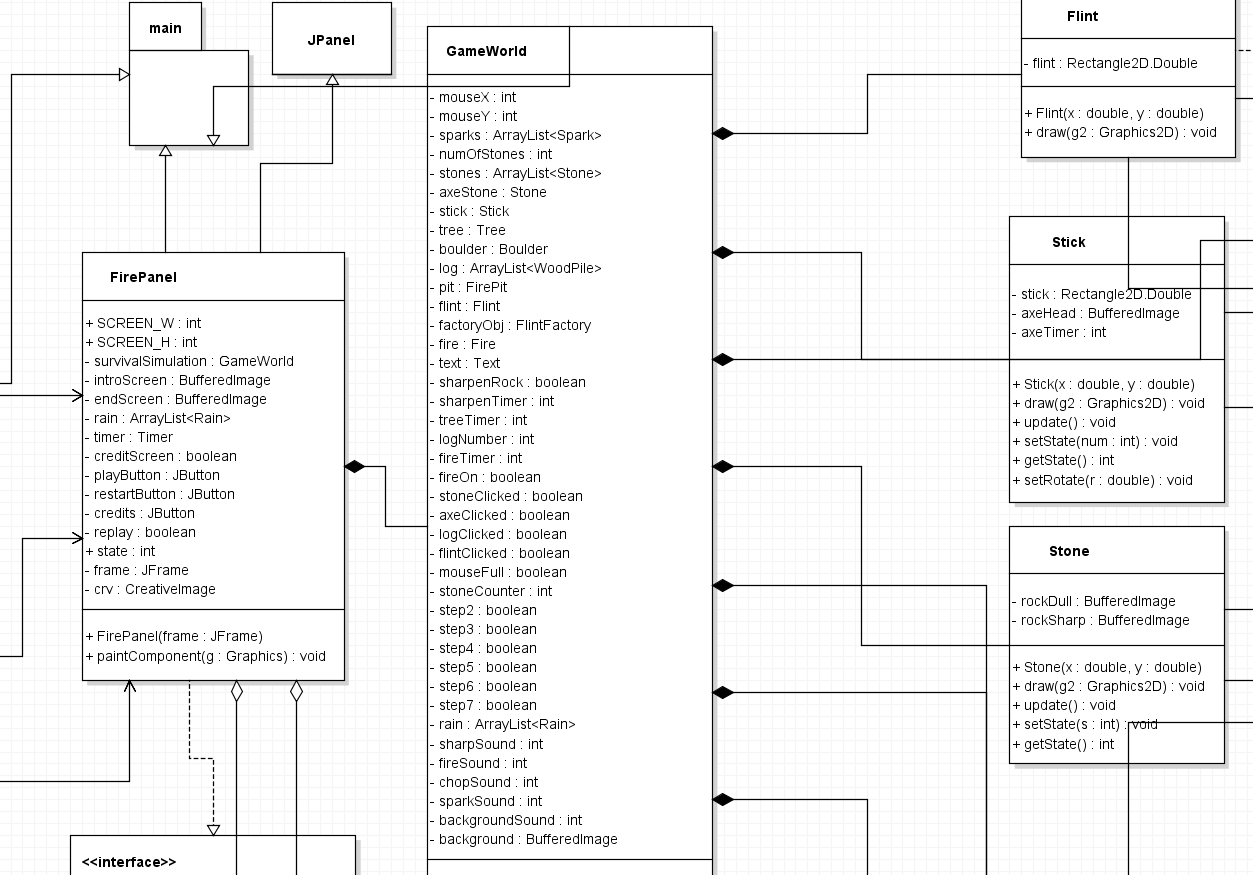 main
JPanel
GameWorld
- mouseX : int
- mouseY : int
- sparks : ArrayList<Spark>
- numOfStones : int
- stones : ArrayList<Stone>
- axeStone : Stone
- stick : Stick
- tree : Tree
- boulder : Boulder
- log : ArrayList<WoodPile>
- pit : FirePit
- flint : Flint
- factoryObj : FlintFactory
- fire : Fire
- text : Text
- sharpenRock : boolean
- sharpenTimer : int
- treeTimer : int
- logNumber : int
- fireTimer : int
- fireOn : boolean
- stoneClicked : boolean
- axeClicked : boolean
- logClicked : boolean
- flintClicked : boolean
- mouseFull : boolean
- stoneCounter : int
- step2 : boolean
- step3 : boolean
- step4 : boolean
- step5 : boolean
- step6 : boolean
- step7 : boolean
- rain : ArrayList<Rain>
- sharpSound : int
- fireSound : int
- chopSound : int
- sparkSound : int
- backgroundSound : int
- background : BufferedImage
FirePanel
+ SCREEN_W : int
+ SCREEN_H : int
- survivalSimulation : GameWorld
- introScreen : BufferedImage
- endScreen : BufferedImage
- rain : ArrayList<Rain>
- timer : Timer
- creditScreen : boolean
- playButton : JButton
- restartButton : JButton
- credits : JButton
- replay : boolean
+ state : int
- frame : JFrame
- crv : CreativeImage
+ FirePanel(frame : JFrame)
+ paintComponent(g : Graphics) : void
<<interface>>
Flint
- flint : Rectangle2D.Double
+ Flint(x : double, y : double)
+ draw(g2 : Graphics2D) : void
Stick
- stick : Rectangle2D.Double
- axeHead : BufferedImage
- axeTimer : int
+ Stick(x : double, y : double)
+ draw(g2 : Graphics2D) : void
+ update() : void
+ setState(num : int) : void
+ getState() : int
+ setRotate(r : double) : void
Stone
- rockDull : BufferedImage
- rockSharp : BufferedImage
+ Stone(x : double, y : double)
+ draw(g2 : Graphics2D) : void
+ update() : void
+ setState(s : int) : void
+ getState() : int